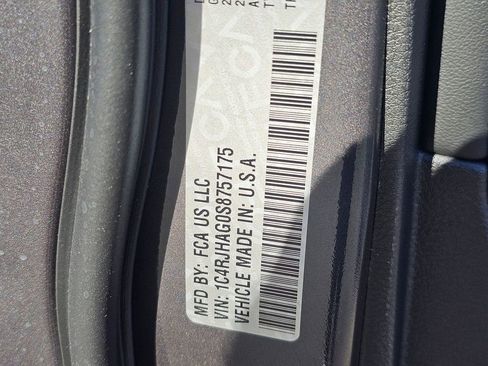 MFD BY: FCA US LLC
VIN: 1C4RJHAG0S8757175
VEHICLE MADE IN: U.S.A.